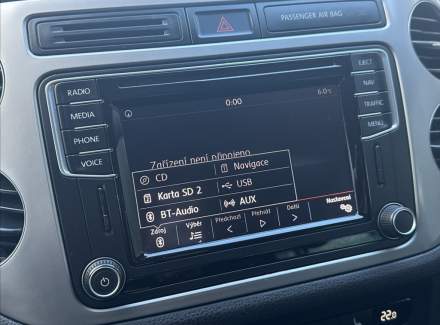 PASSENGER AIR BAG
RADIO
MEDIA
PHONE
VOICE
EJECT
NAV
TRAFFIC
MENU
0:00
6.0°C
Zařízení není připojeno
CD
Navigace
Karta SD 2
USB
BT-Audio
AUX
Zdroj
Výběr
Předchozí
Přehrát
Další
Nastavení
22.0